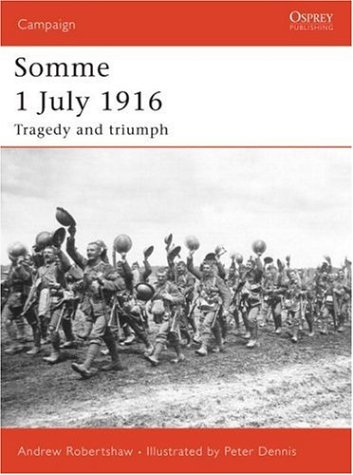 Campaign
OSPREY
PUBLISHING
Somme
1 July 1916
Tragedy and triumph
Andrew Robertshaw · Illustrated by Peter Dennis